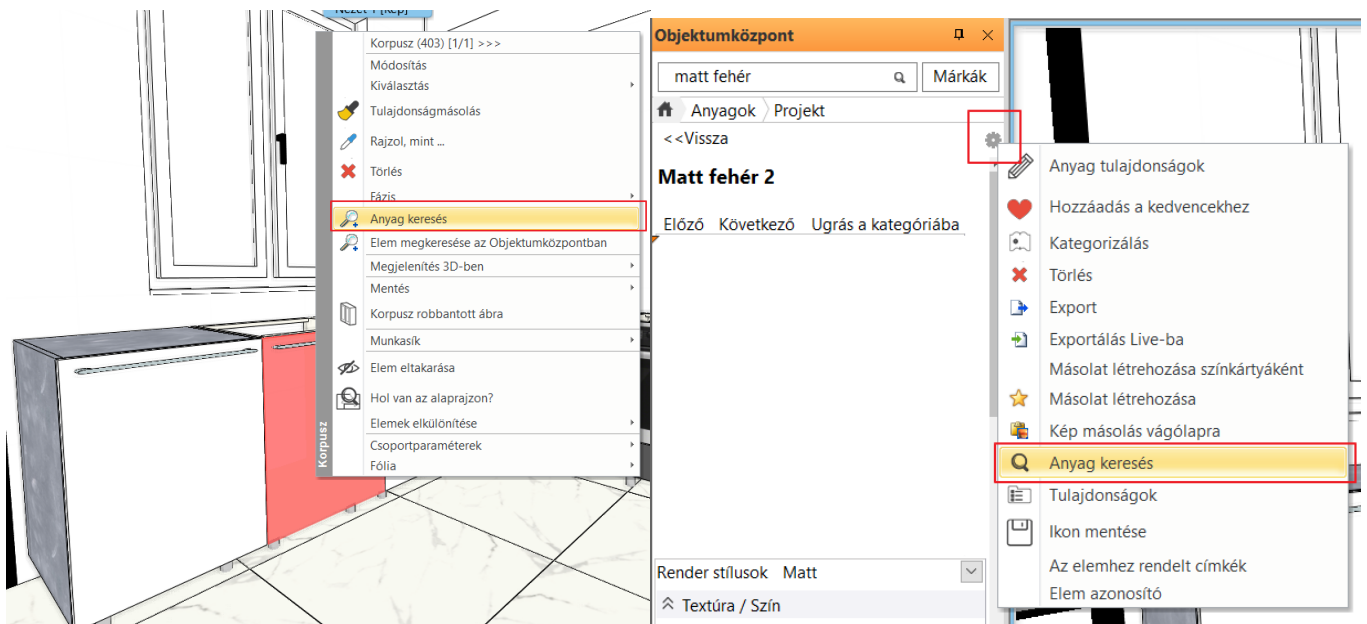 Nézet 1 [Kép]
Korpusz (403) [1/1] >>>
Módosítás
Kiválasztás
Tulajdonságmásolás
Rajzol, mint ...
Törlés
Fázis
Anyag keresés
Elem megkeresése az Objektumközpontban
Megjelenítés 3D-ben
Mentés
Korpusz robbantott ábra
Munkasík
Elem eltakarása
Hol van az alaprajzon?
Elemek elkülönítése
Csoportparaméterek
Fólia
Korpusz
Objektumközpont
matt fehér
Márkák
Anyagok Projekt
<<Vissza
Matt fehér 2
Előző Következő Ugrás a kategóriába
Render stílusok Matt
Textúra / Szín
Anyag tulajdonságok
Hozzáadás a kedvencekhez
Kategorizálás
Törlés
Export
Exportálás Live-ba
Másolat létrehozása színkártyaként
Másolat létrehozása
Kép másolás vágólapra
Anyag keresés
Tulajdonságok
Ikon mentése
Az elemhez rendelt címkék
Elem azonosító